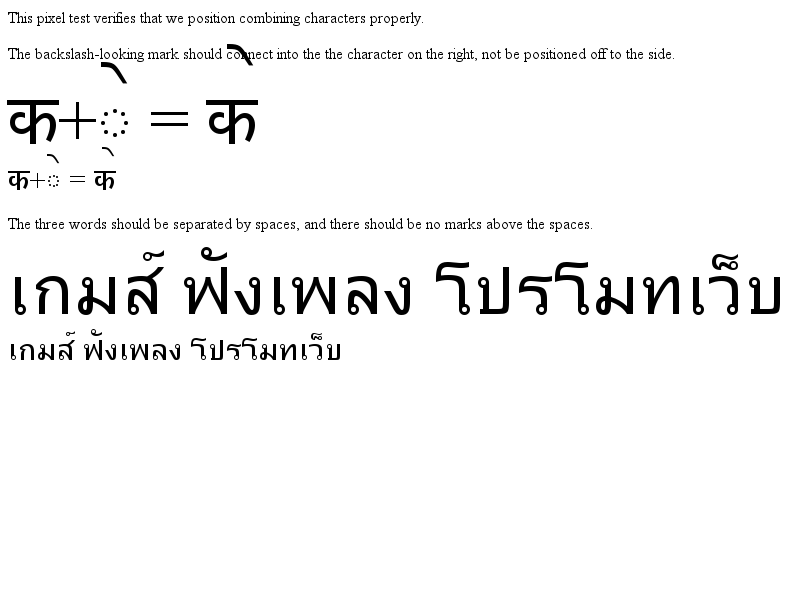 This pixel test verifies that we position combining characters properly.
The backslash-looking mark should connect into the the character on the right, not be positioned off to the side.
क+◌े = के
क+◌े = के
The three words should be separated by spaces, and there should be no marks above the spaces.
เกมส์ ฟังเพลง โปรโมทเว็บ
เกมส์ ฟังเพลง โปรโมทเว็บ